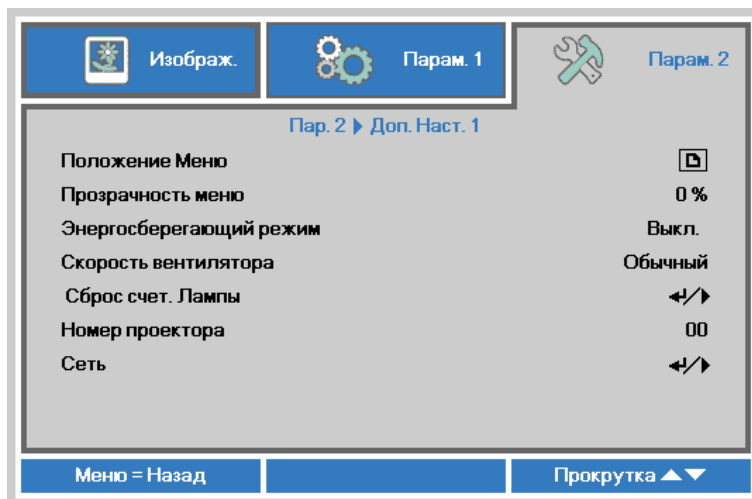 Изображ. Парам. 1 Парам. 2
Пар. 2 ▶ Доп. Наст. 1
Положение Меню
Прозрачность меню 0 %
Энергосберегающий режим Выкл.
Скорость вентилятора Обычный
Сброс счет. Лампы ↵/▶
Номер проектора 00
Сеть ↵/▶
Меню = Назад Прокрутка ▲▼